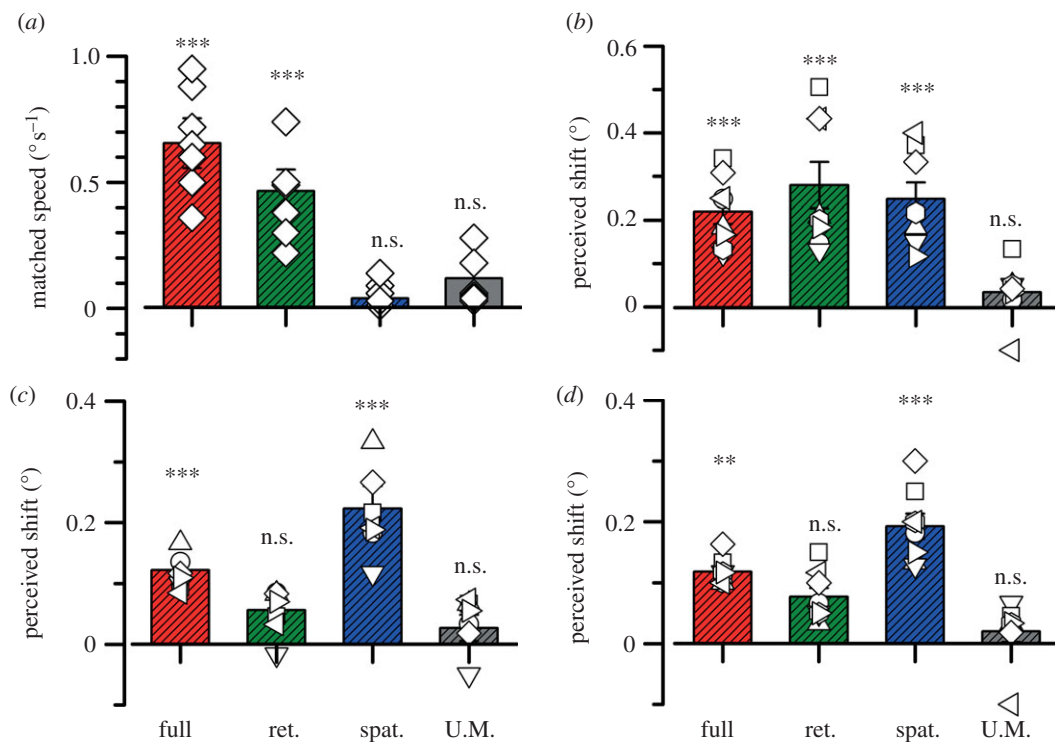 (a)
matched speed (° s⁻¹)
1.0
0.5
0
***
***
n.s.
n.s.
(b)
perceived shift (°)
0.6
0.4
0.2
0
***
***
***
n.s.
(c)
perceived shift (°)
0.4
0.2
0
***
n.s.
***
n.s.
full ret. spat. U.M.
(d)
perceived shift (°)
0.4
0.2
0
**
n.s.
***
n.s.
full ret. spat. U.M.